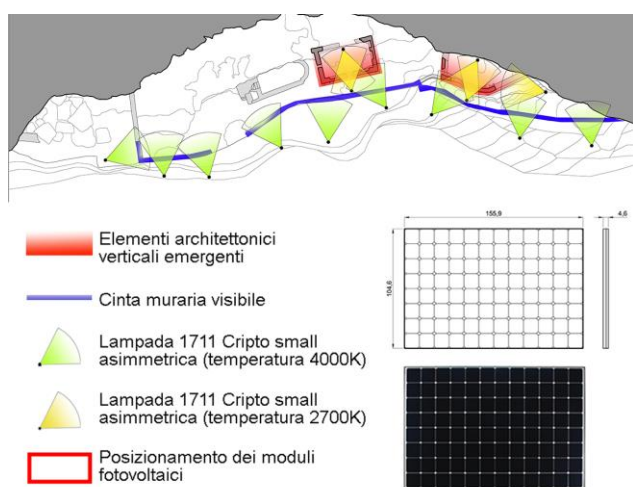 155,9
4,6
104,6
Elementi architettonici
verticali emergenti
Cinta muraria visibile
Lampada 1711 Cripto small
asimmetrica (temperatura 4000K)
Lampada 1711 Cripto small
asimmetrica (temperatura 2700K)
Posizionamento dei moduli
fotovoltaici